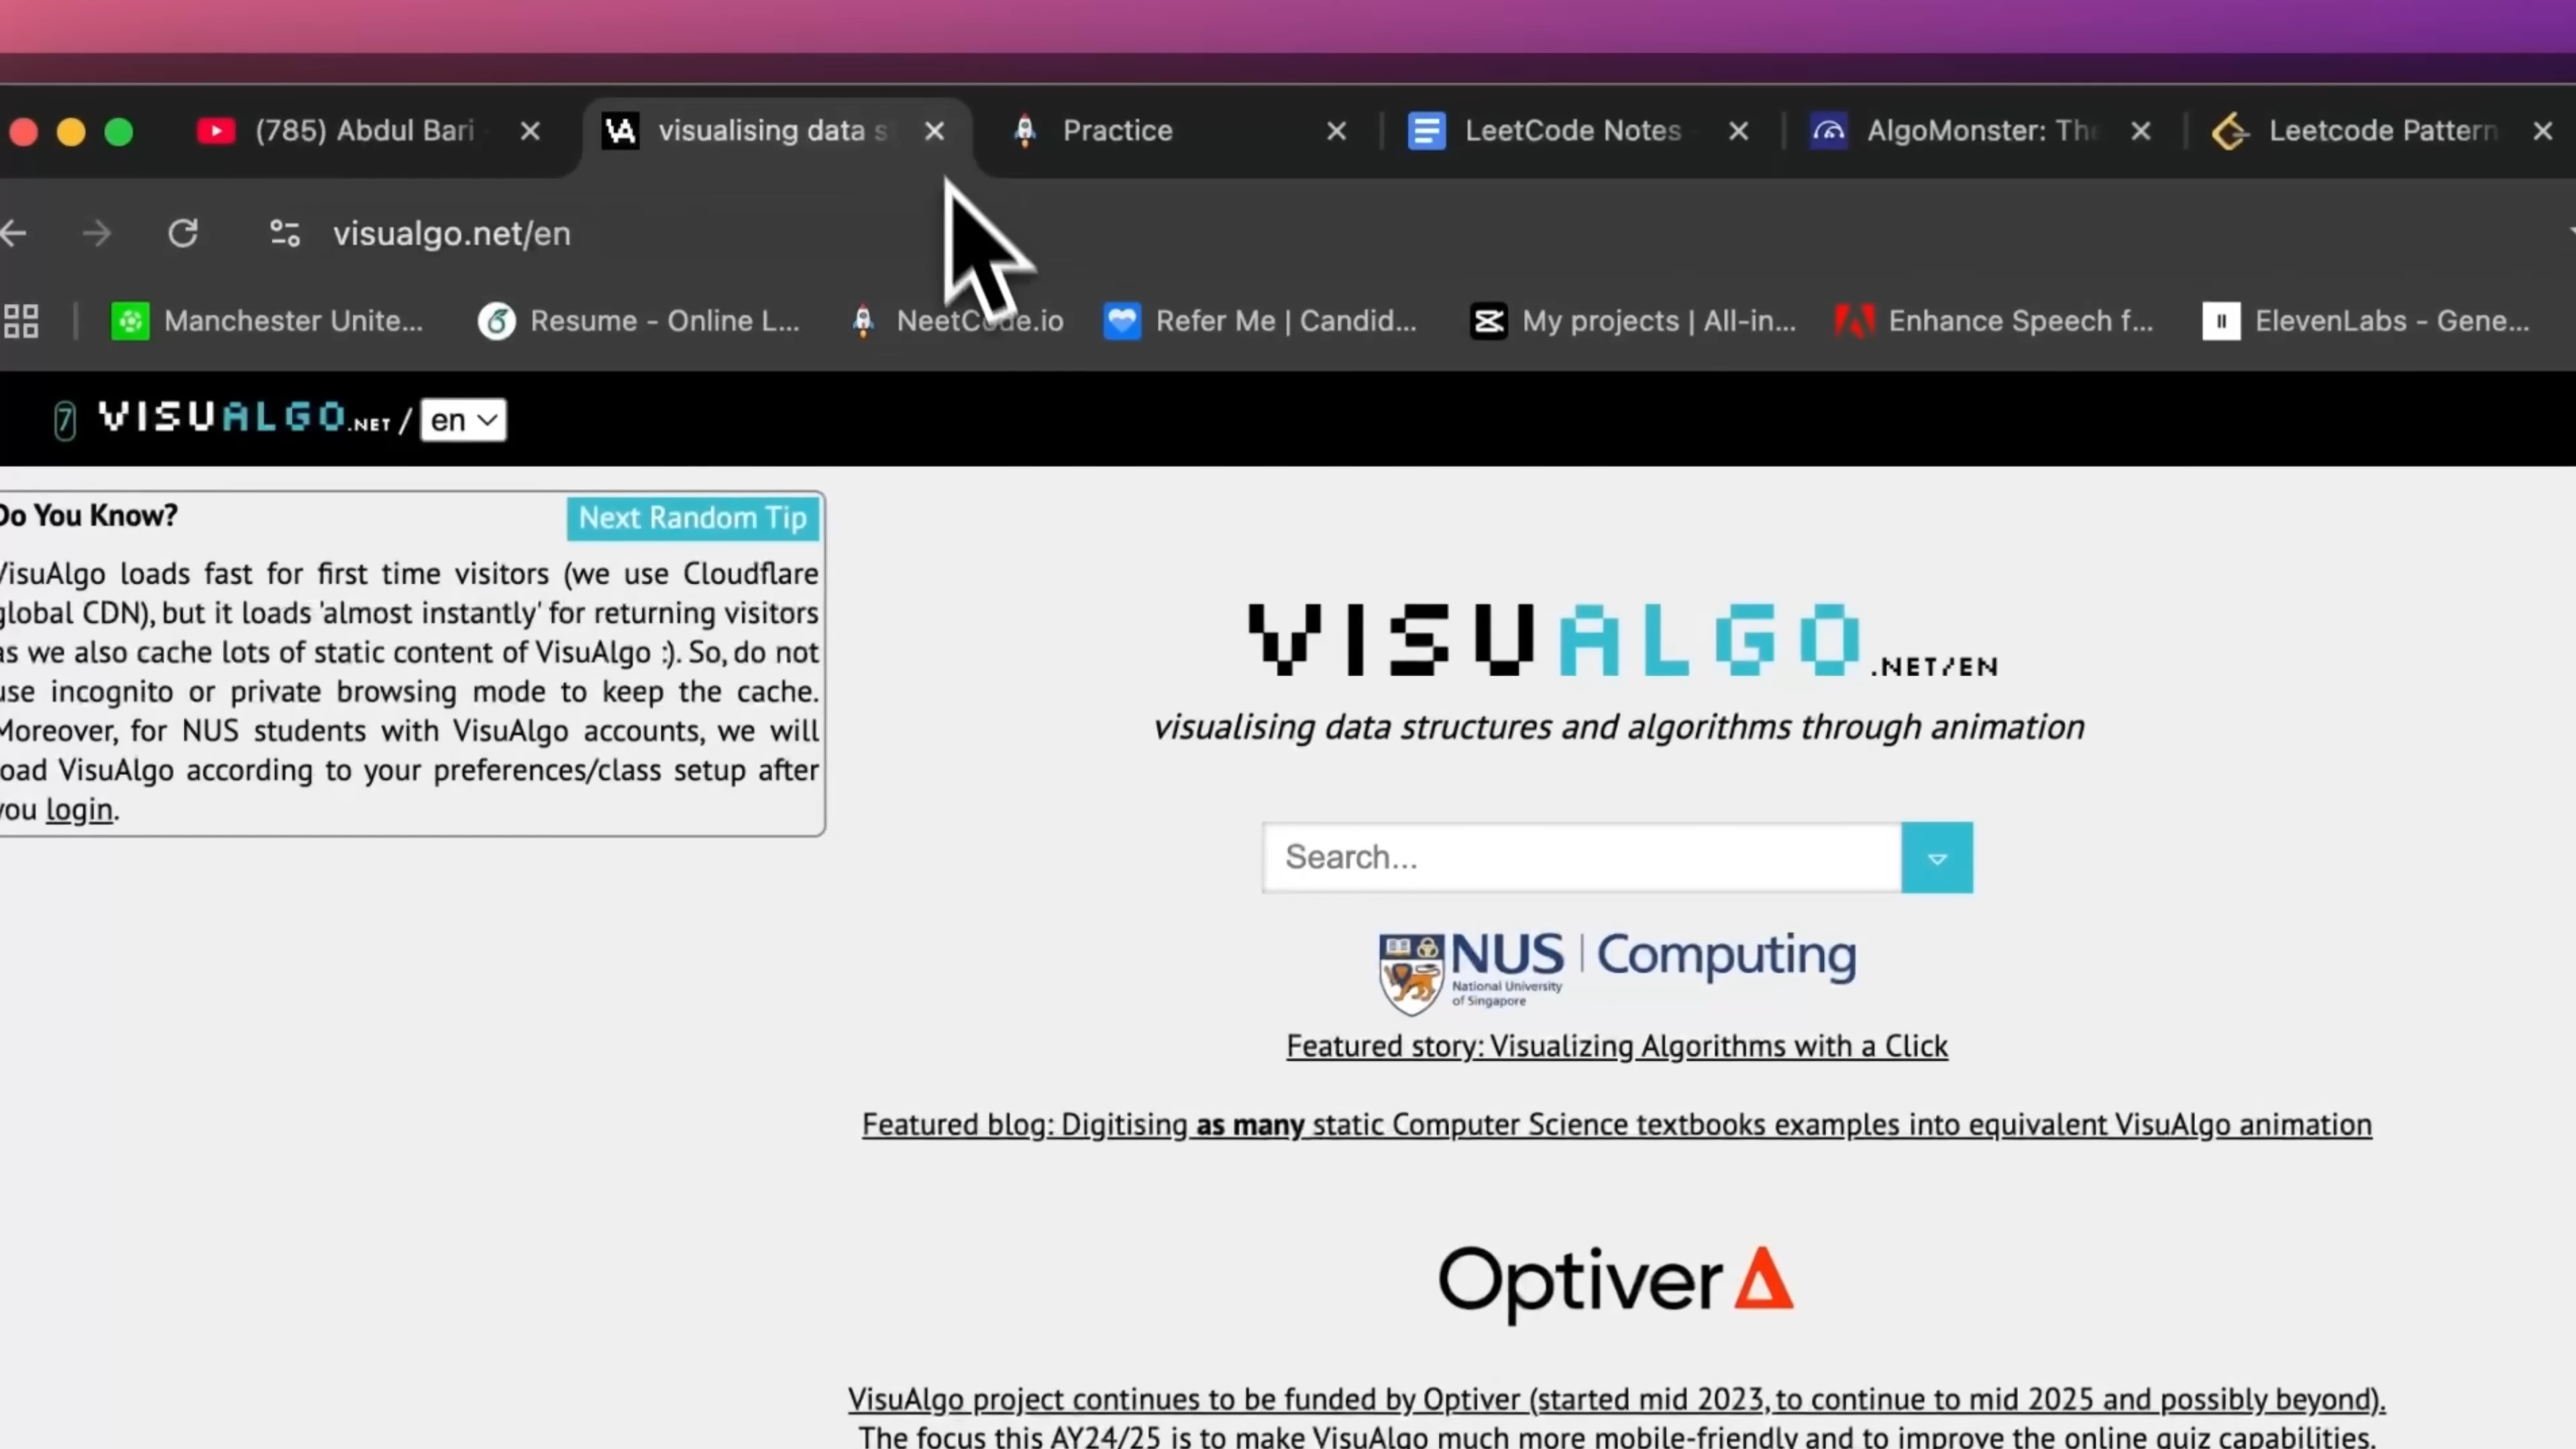 (785) Abdul Bari
visualising data s
Practice
LeetCode Notes
AlgoMonster: The
Leetcode Pattern
visualgo.net/en
Manchester Unite...
Resume - Online L...
NeetCode.io
Refer Me | Candid...
My projects | All-in...
Enhance Speech f...
ElevenLabs - Gene...
7 VISUALGO.NET / en
Do You Know?
Next Random Tip
VisuAlgo loads fast for first time visitors (we use Cloudflare
global CDN), but it loads 'almost instantly' for returning visitors
as we also cache lots of static content of VisuAlgo :). So, do not
use incognito or private browsing mode to keep the cache.
Moreover, for NUS students with VisuAlgo accounts, we will
load VisuAlgo according to your preferences/class setup after
you login.
VISUALGO.NET/EN
visualising data structures and algorithms through animation
Search...
NUS | Computing
National University
of Singapore
Featured story: Visualizing Algorithms with a Click
Featured blog: Digitising as many static Computer Science textbooks examples into equivalent VisuAlgo animation
Optiver
VisuAlgo project continues to be funded by Optiver (started mid 2023, to continue to mid 2025 and possibly beyond).
The focus this AY24/25 is to make VisuAlgo much more mobile-friendly and to improve the online quiz capabilities.